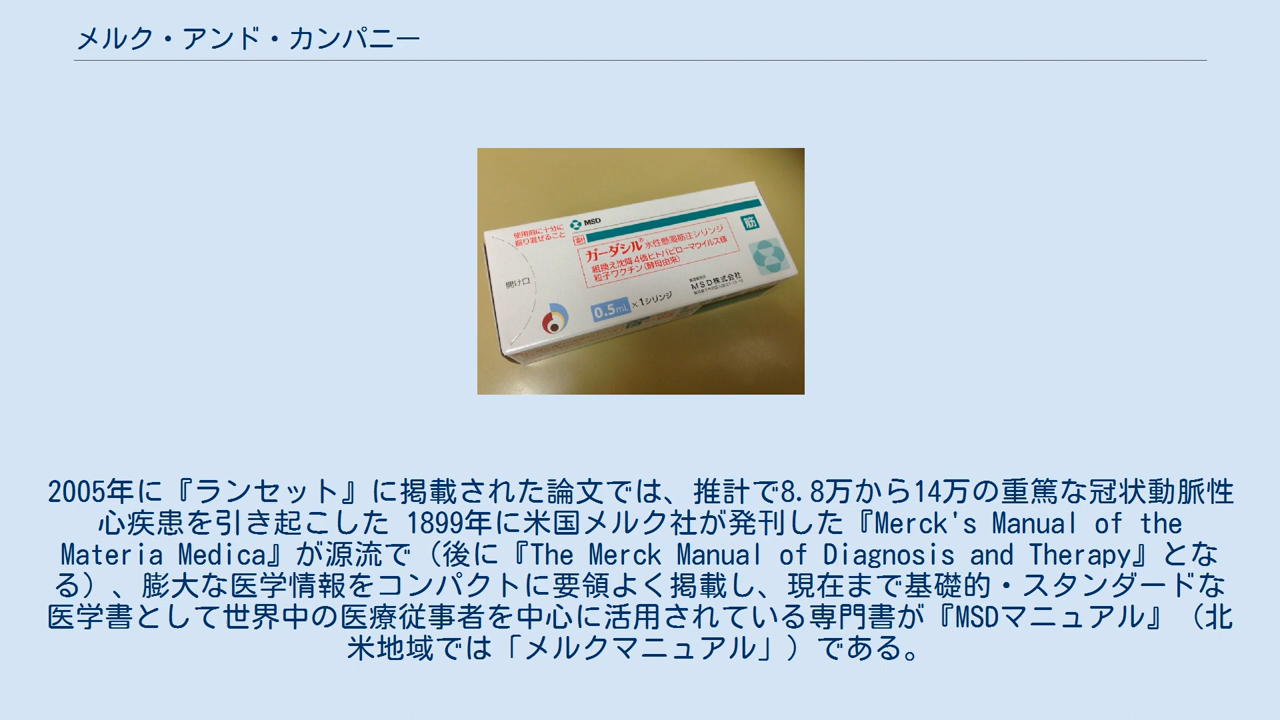 メルク・アンド・カンパニー
使用前に十分に
振り混ぜること
MSD
ガーダシル® 水性懸濁筋注シリンジ
組換え沈降4価ヒトパピローマウイルス様
粒子ワクチン(酵母由来)
筋
開け口
0.5mL ×1シリンジ
MSD株式会社
2005年に『ランセット』に掲載された論文では、推計で8.8万から14万の重篤な冠状動脈性
心疾患を引き起こした 1899年に米国メルク社が発刊した『Merck's Manual of the
Materia Medica』が源流で（後に『The Merck Manual of Diagnosis and Therapy』とな
る）、膨大な医学情報をコンパクトに要領よく掲載し、現在まで基礎的・スタンダードな
医学書として世界中の医療従事者を中心に活用されている専門書が『MSDマニュアル』（北
米地域では「メルクマニュアル」）である。